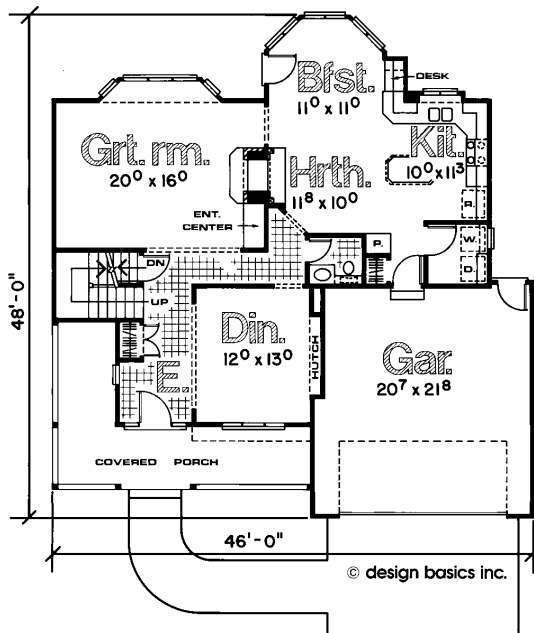 Bfst.
11⁰ x 11⁰
DESK
Grt. rm.
20⁰ x 16⁰
Kit.
10⁰ x 11³
Hrth.
11⁸ x 10⁰
R.
ENT.
CENTER
P.
W.
D.
DN
UP
48'-0"
Din.
12⁰ x 13⁰
HUTCH
Gar.
20⁷ x 21⁸
E.
COVERED PORCH
46'-0"
© design basics inc.